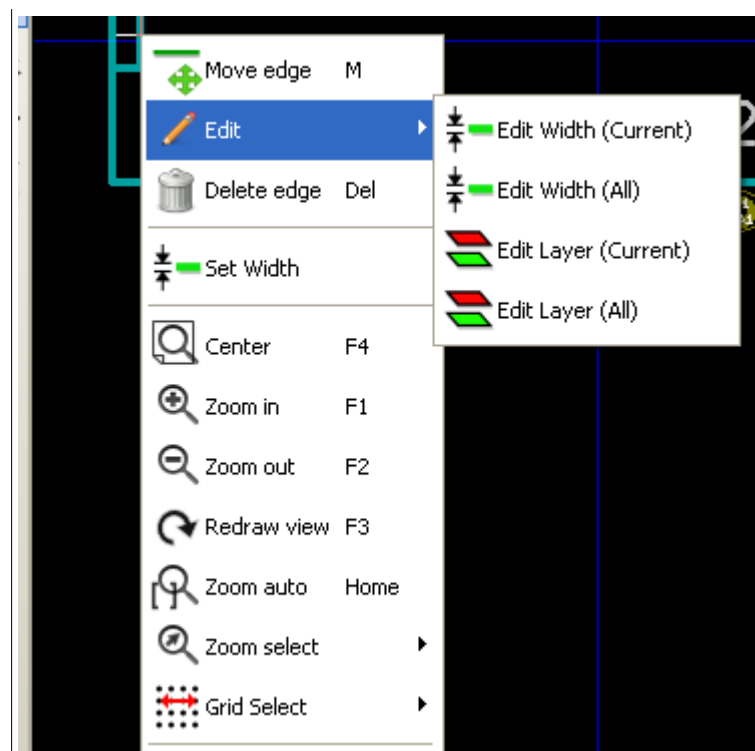 Move edge M
Edit
Delete edge Del
Set Width
Center F4
Zoom in F1
Zoom out F2
Redraw view F3
Zoom auto Home
Zoom select
Grid Select
Edit Width (Current)
Edit Width (All)
Edit Layer (Current)
Edit Layer (All)
2